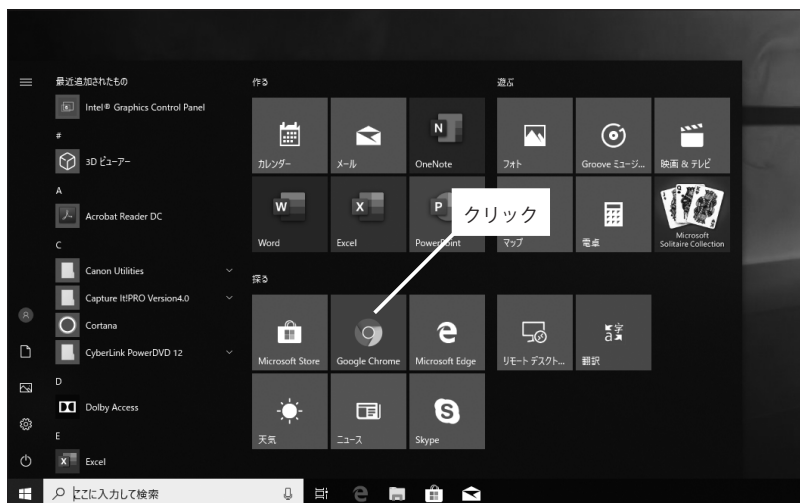 最近追加されたもの
Intel® Graphics Control Panel
#
3D ビューアー
A
Acrobat Reader DC
C
Canon Utilities
Capture It!PRO Version4.0
Cortana
CyberLink PowerDVD 12
D
Dolby Access
E
Excel
作る
カレンダー
メール
OneNote
Word
Excel
PowerPoint
探る
Microsoft Store
Google Chrome
Microsoft Edge
天気
ニュース
Skype
遊ぶ
フォト
Groove ミュージ...
映画 & テレビ
マップ
電卓
Microsoft
Solitaire Collection
リモート デスクト...
翻訳
クリック
ここに入力して検索